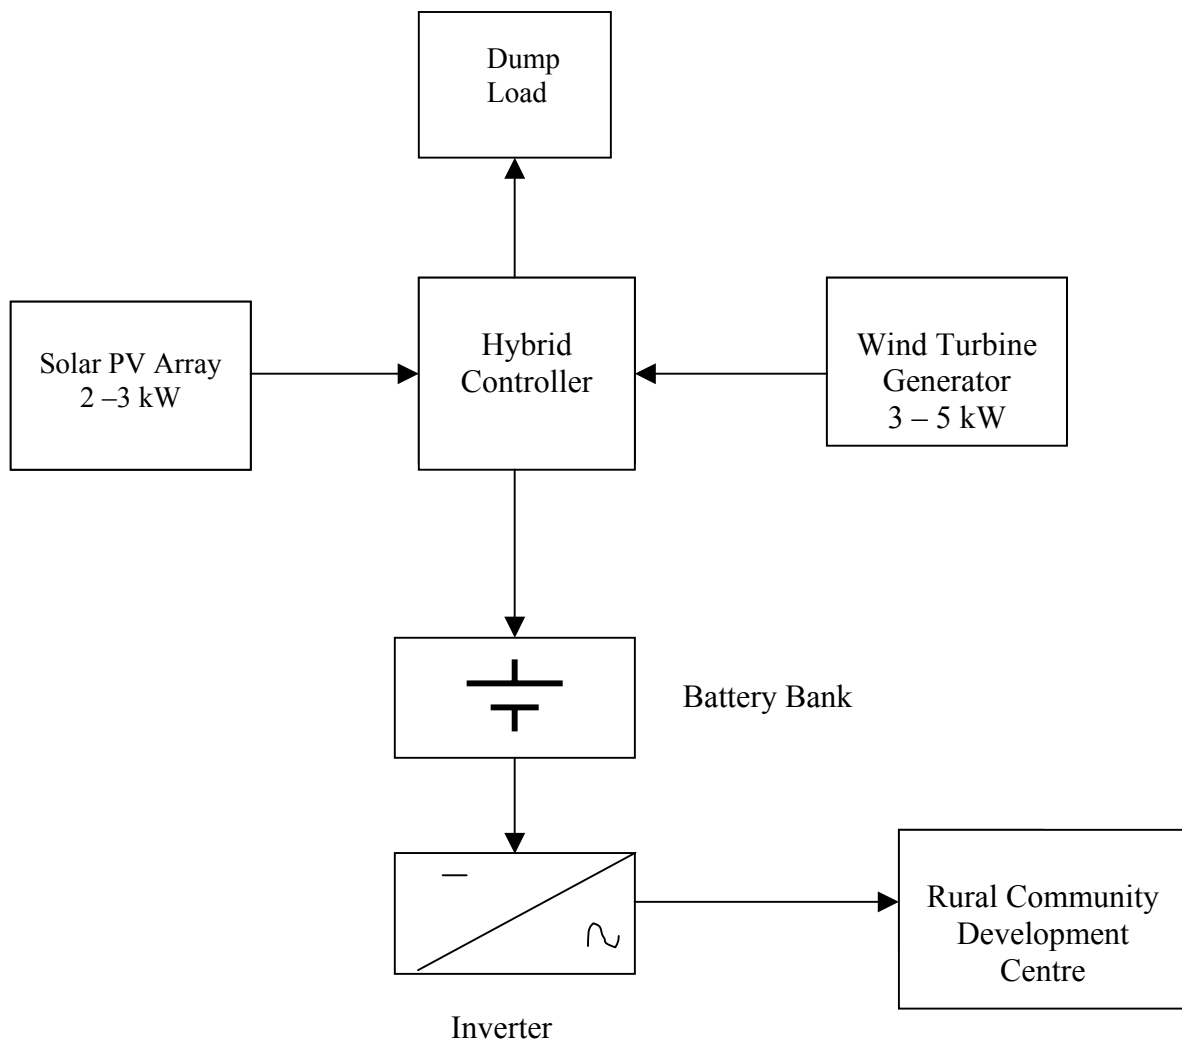 Dump
Load
Solar PV Array
2 –3 kW
Hybrid
Controller
Wind Turbine
Generator
3 – 5 kW
Battery Bank
Rural Community
Development
Centre
Inverter